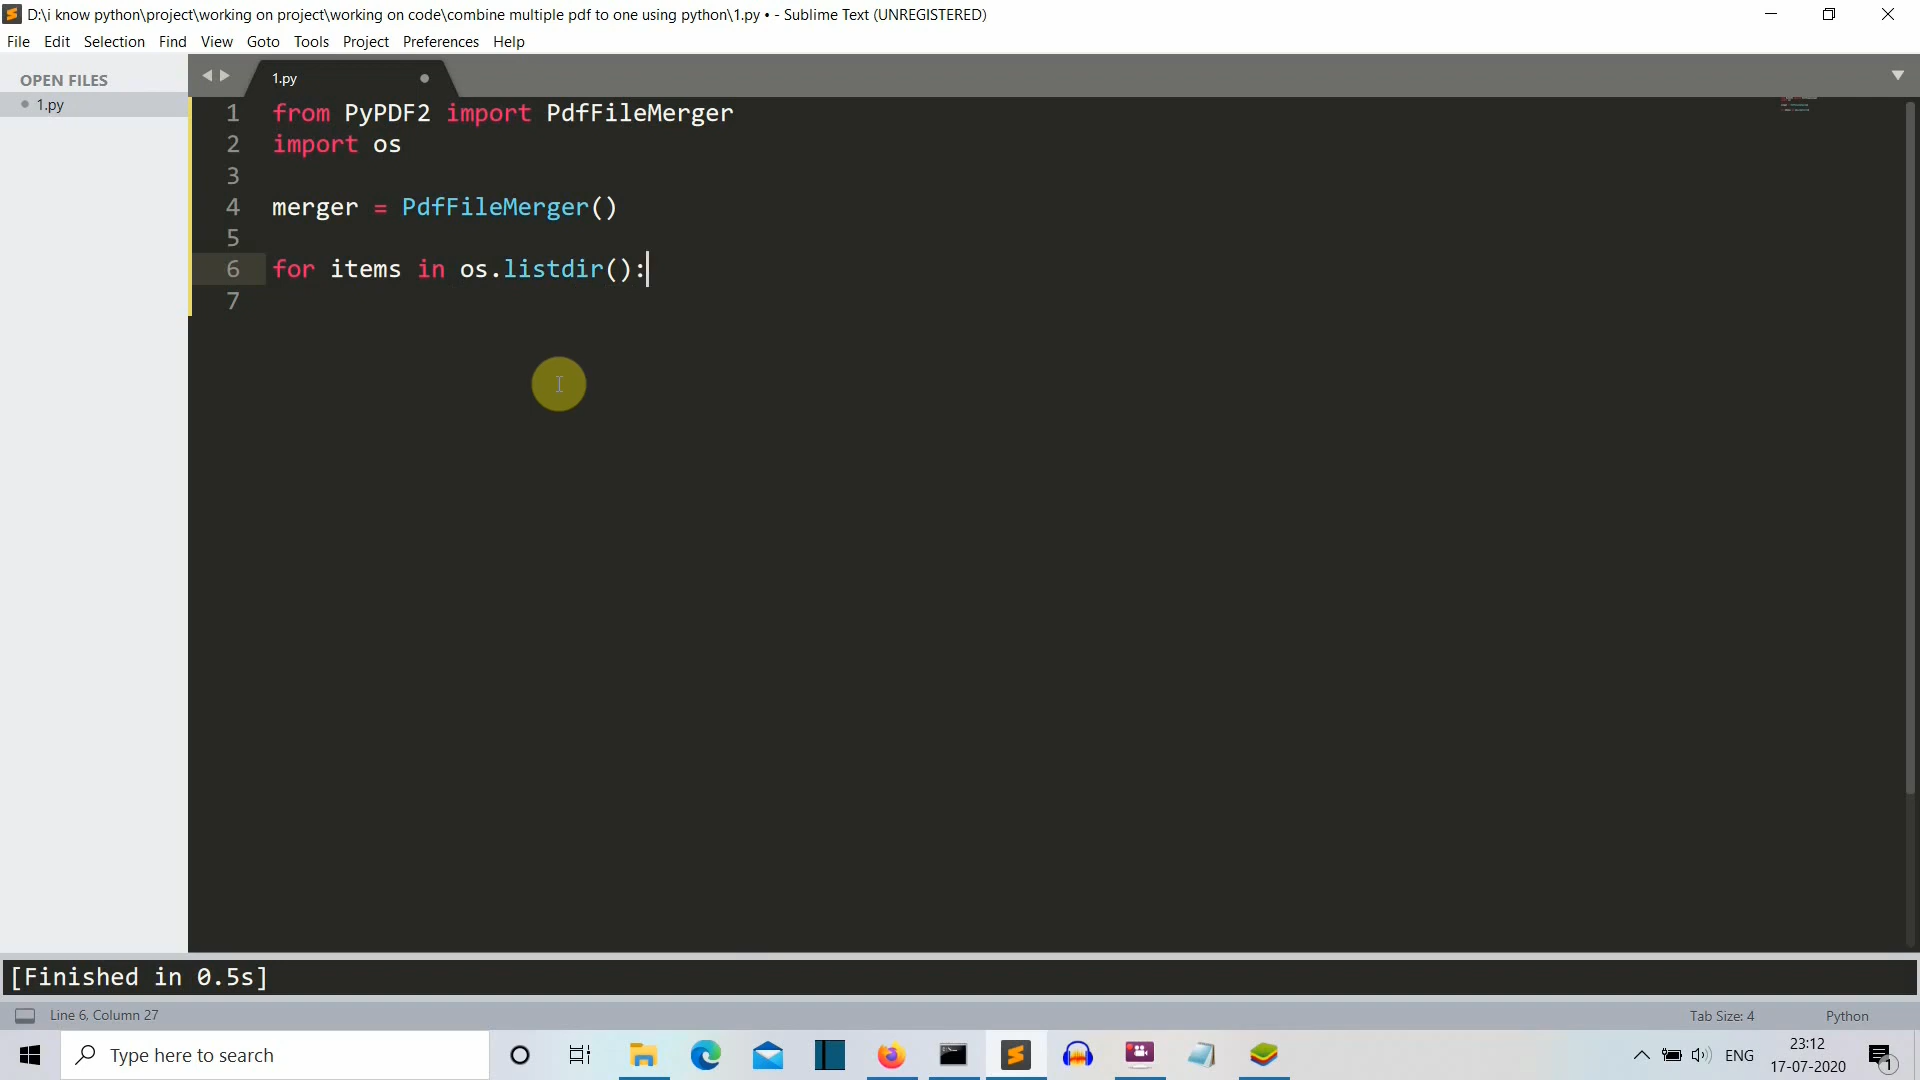 D:\i know python\project\working on project\working on code\combine multiple pdf to one using python\1.py • - Sublime Text (UNREGISTERED)
File Edit Selection Find View Goto Tools Project Preferences Help
OPEN FILES
1.py
1.py
1 from PyPDF2 import PdfFileMerger
2 import os
3
4 merger = PdfFileMerger()
5
6 for items in os.listdir():
7
[Finished in 0.5s]
Line 6, Column 27
Tab Size: 4
Python
Type here to search
ENG
23:12
17-07-2020
1